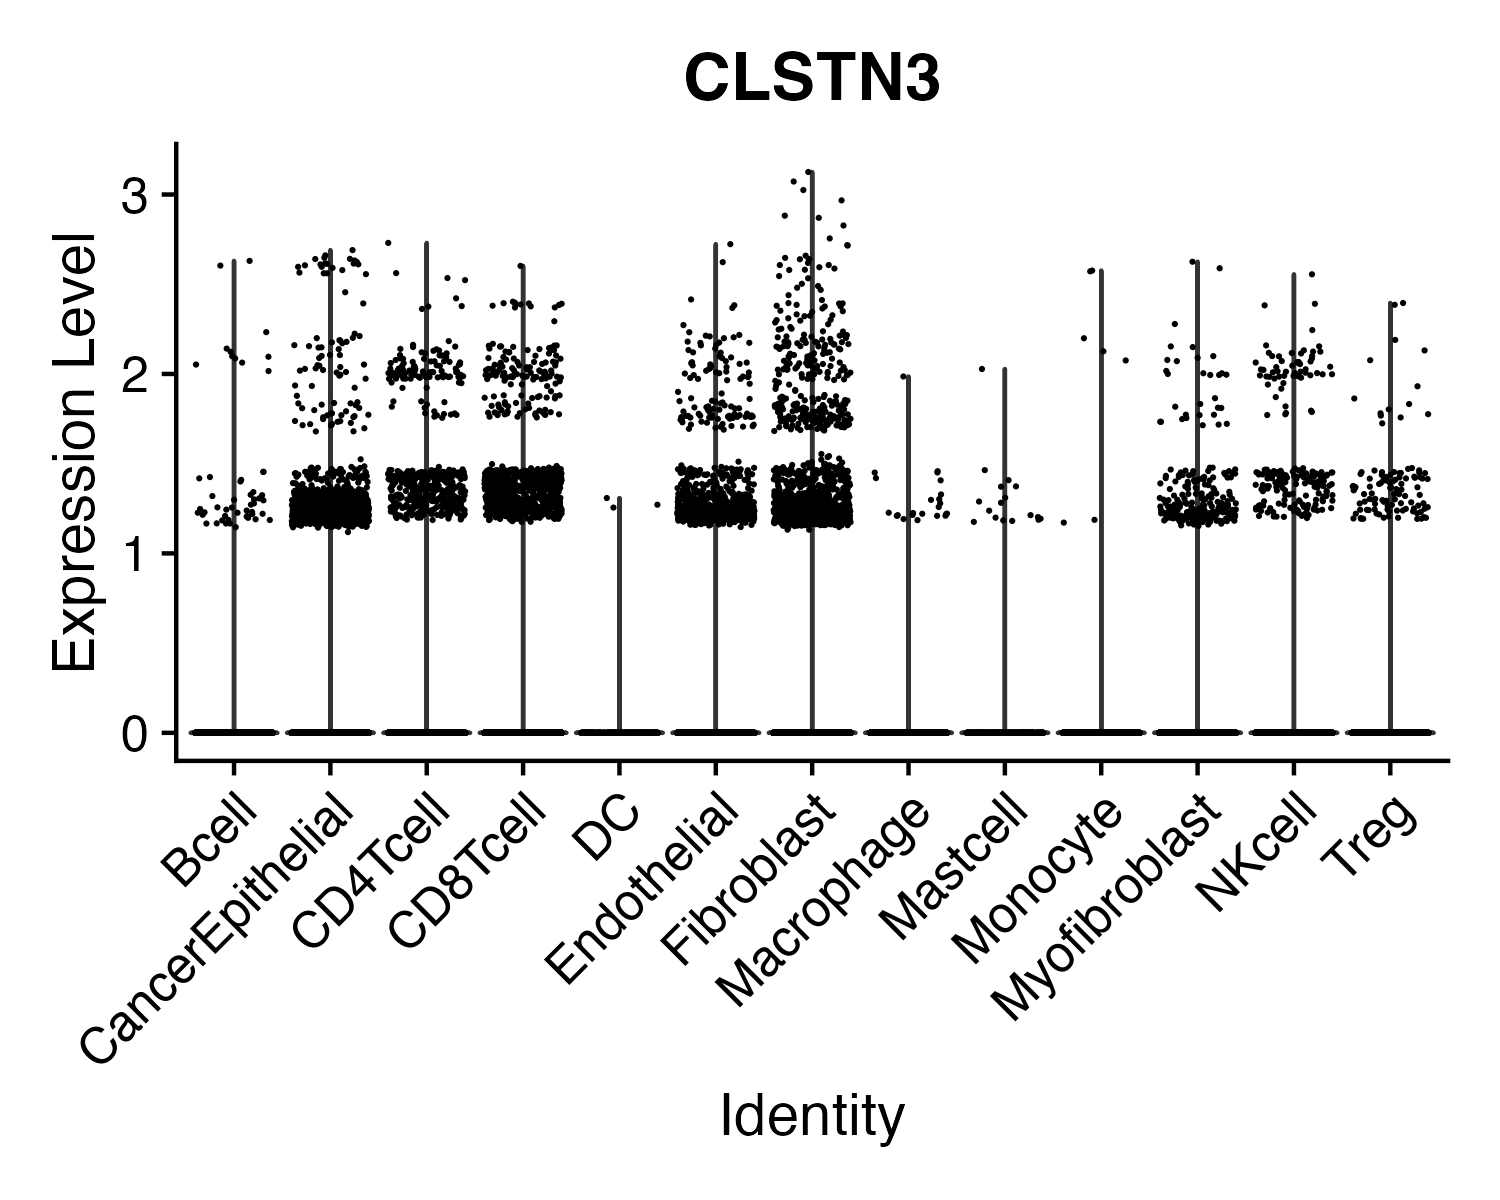 CLSTN3
Expression Level
3
2
1
0
Bcell
CancerEpithelial
CD4Tcell
CD8Tcell
DC
Endothelial
Fibroblast
Macrophage
Mastcell
Monocyte
Myofibroblast
NKcell
Treg
Identity